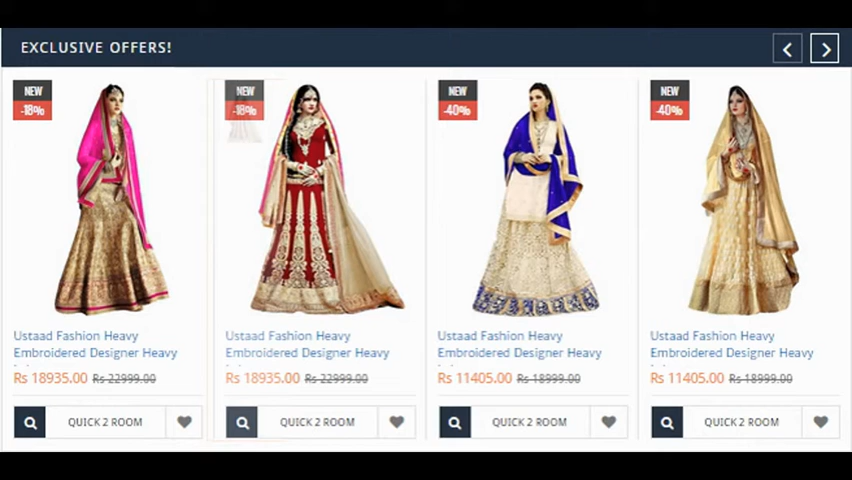 EXCLUSIVE OFFERS!
NEW NEW NEW NEW
-18% -18% -40% -40%
Ustaad Fashion Heavy Ustaad Fashion Heavy Ustaad Fashion Heavy Ustaad Fashion Heavy
Embroidered Designer Heavy Embroidered Designer Heavy Embroidered Designer Heavy Embroidered Designer Heavy
Rs 18935.00 Rs 22999.00 Rs 18935.00 Rs 22999.00 Rs 11405.00 Rs 18999.00 Rs 11405.00 Rs 18999.00
QUICK 2 ROOM QUICK 2 ROOM QUICK 2 ROOM QUICK 2 ROOM